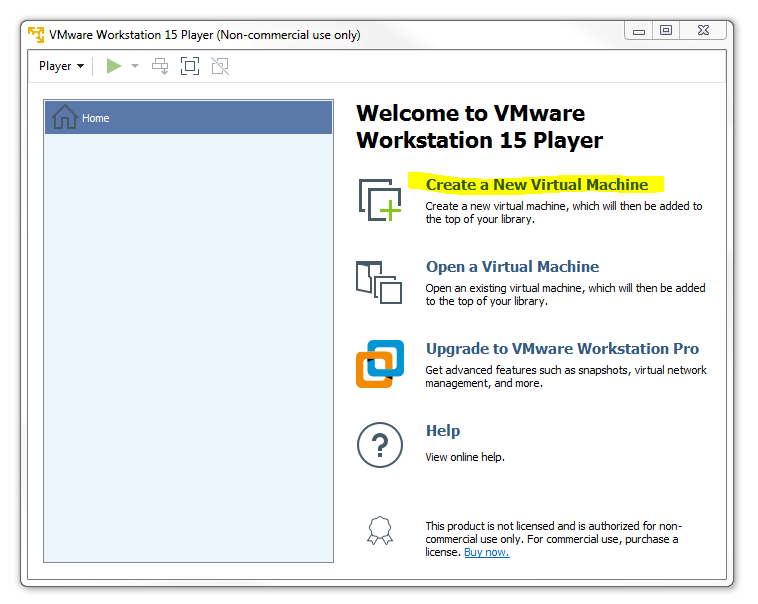 VMware Workstation 15 Player (Non-commercial use only)
Player
Home
Welcome to VMware
Workstation 15 Player
Create a New Virtual Machine
Create a new virtual machine, which will then be added to
the top of your library.
Open a Virtual Machine
Open an existing virtual machine, which will then be added
to the top of your library.
Upgrade to VMware Workstation Pro
Get advanced features such as snapshots, virtual network
management, and more.
?
Help
View online help.
This product is not licensed and is authorized for non-
commercial use only. For commercial use, purchase a
license. Buy now.